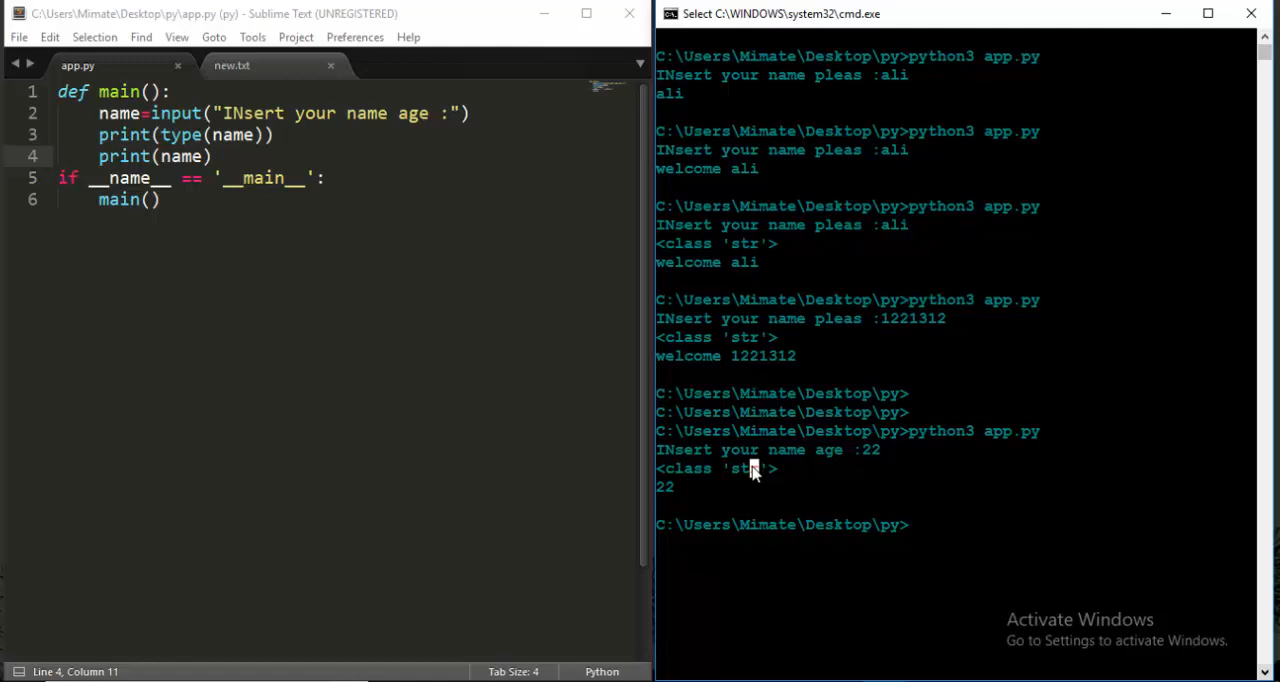 C:\Users\Mimate\Desktop\py\app.py (py) - Sublime Text (UNREGISTERED)
File Edit Selection Find View Goto Tools Project Preferences Help
app.py × new.txt ×
1 def main():
2     name=input("INsert your name age :")
3     print(type(name))
4     print(name)
5 if __name__ == '__main__':
6     main()
Line 4, Column 11 Tab Size: 4 Python
Select C:\WINDOWS\system32\cmd.exe
C:\Users\Mimate\Desktop\py>python3 app.py
INsert your name pleas :ali
ali
C:\Users\Mimate\Desktop\py>python3 app.py
INsert your name pleas :ali
welcome ali
C:\Users\Mimate\Desktop\py>python3 app.py
INsert your name pleas :ali
<class 'str'>
welcome ali
C:\Users\Mimate\Desktop\py>python3 app.py
INsert your name pleas :1221312
<class 'str'>
welcome 1221312
C:\Users\Mimate\Desktop\py>
C:\Users\Mimate\Desktop\py>
C:\Users\Mimate\Desktop\py>python3 app.py
INsert your name age :22
<class 'str'>
22
C:\Users\Mimate\Desktop\py>
Activate Windows
Go to Settings to activate Windows.